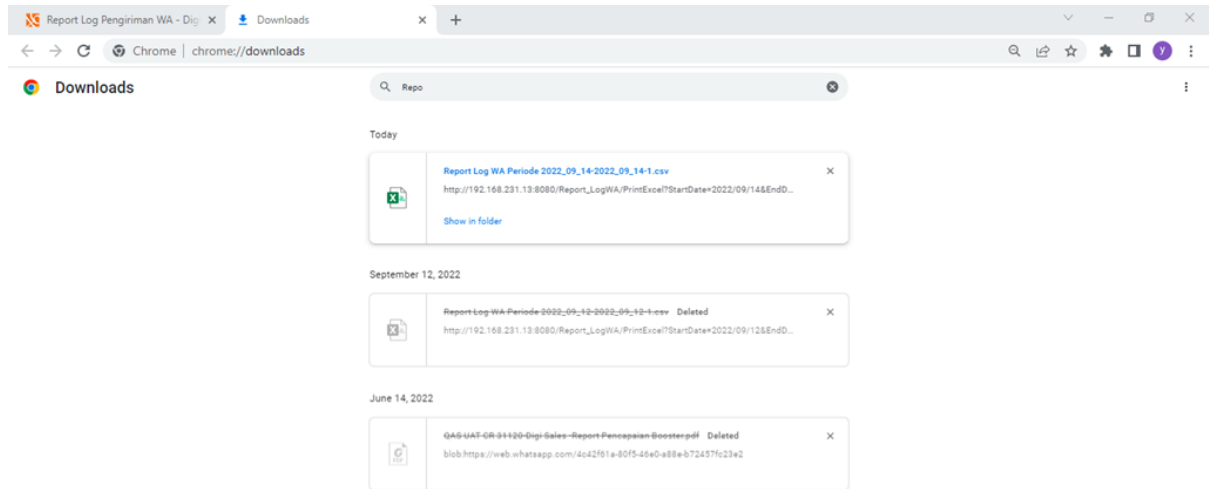 Report Log Pengiriman WA - Dig
Downloads
Chrome | chrome://downloads
y
Downloads
Repo
Today
Report Log WA Periode 2022_09_14-2022_09_14-1.csv
http://192.168.231.13:8080/Report_LogWA/PrintExcel?StartDate=2022/09/14&EndD...
Show in folder
September 12, 2022
Report Log WA Periode 2022_09_12-2022_09_12-1.csv Deleted
http://192.168.231.13:8080/Report_LogWA/PrintExcel?StartDate=2022/09/12&EndD...
June 14, 2022
QAS UAT CR 31120-Digi Sales -Report Pencapaian Booster.pdf Deleted
blob:https://web.whatsapp.com/4c42f61a-80f5-46e0-a88e-b72457fc23e2